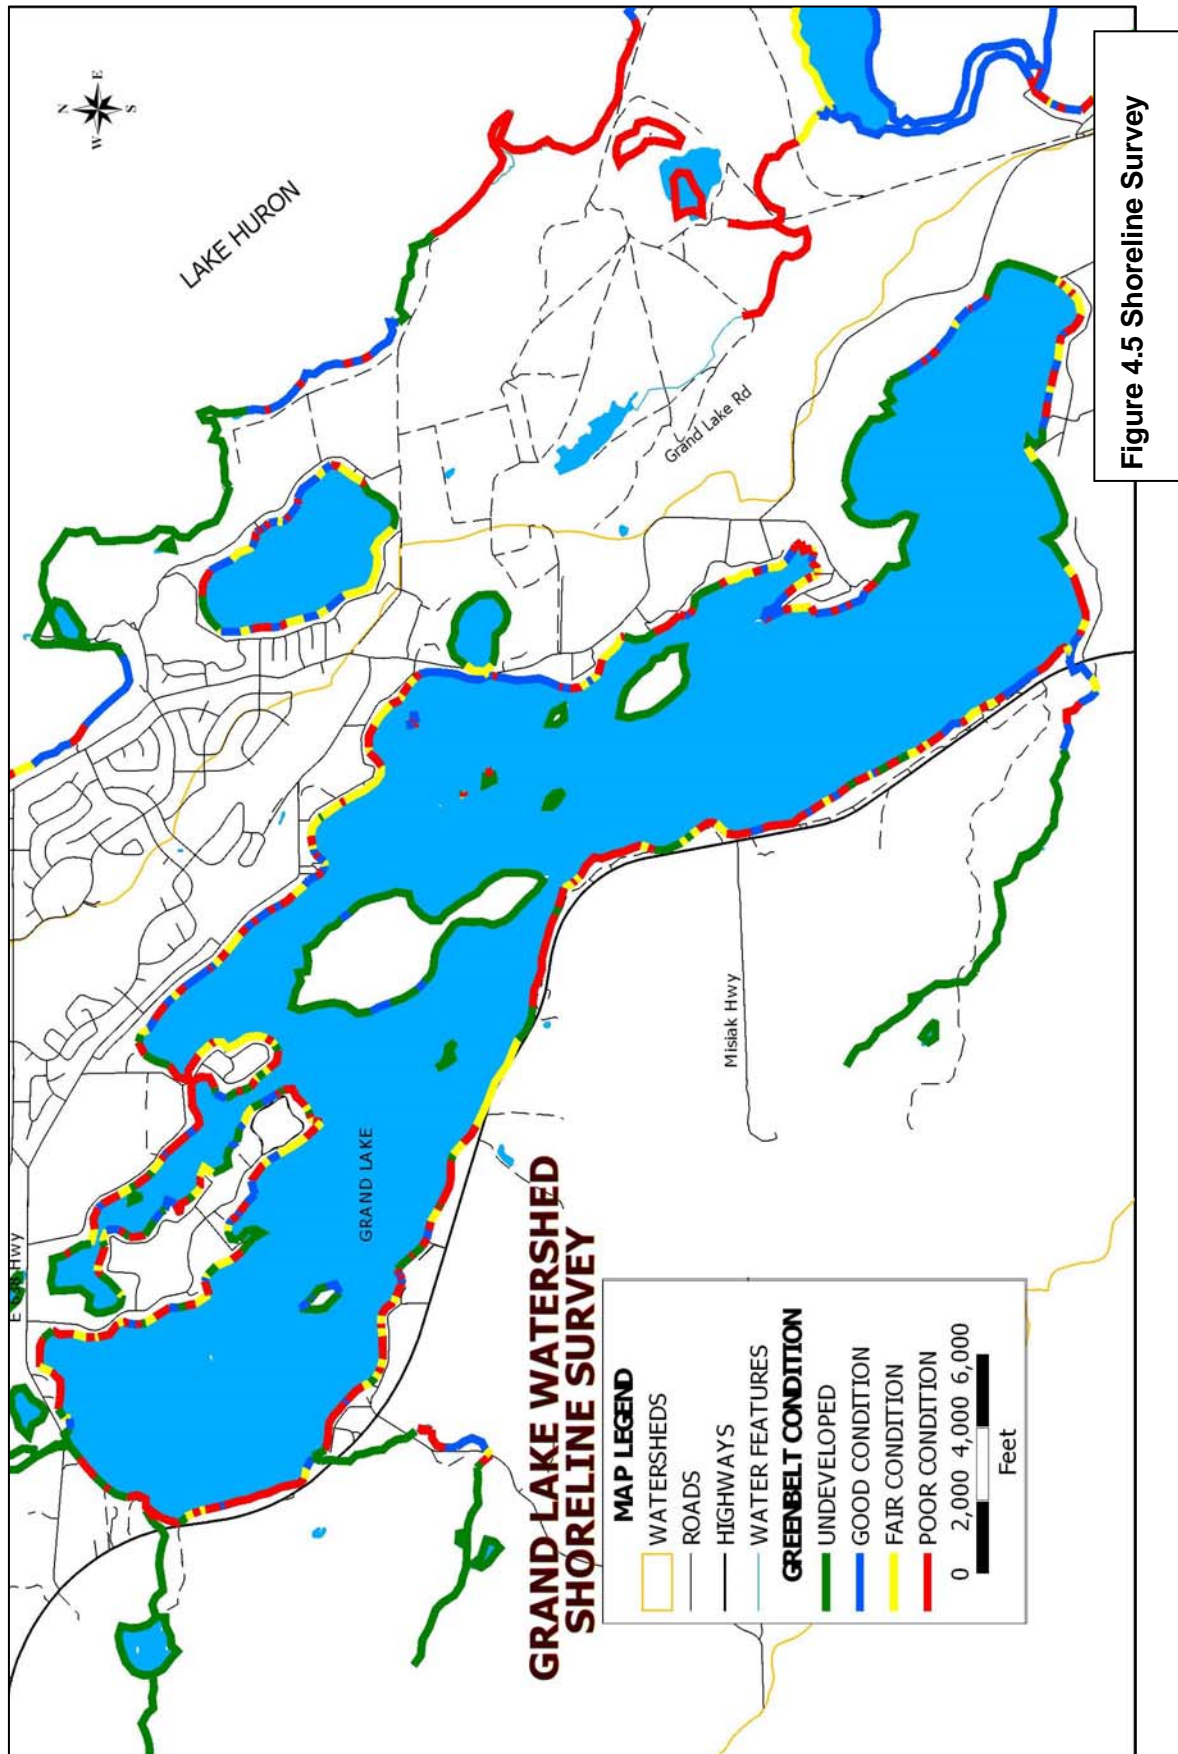 N
E
W
S
LAKE HURON
Grand Lake Rd
Misiak Hwy
GRAND LAKE
Hwy
GRAND LAKE WATERSHED
SHORELINE SURVEY
MAP LEGEND
WATERSHEDS
ROADS
HIGHWAYS
WATER FEATURES
GREENBELT CONDITION
UNDEVELOPED
GOOD CONDITION
FAIR CONDITION
POOR CONDITION
0 2,000 4,000 6,000
Feet
Figure 4.5 Shoreline Survey